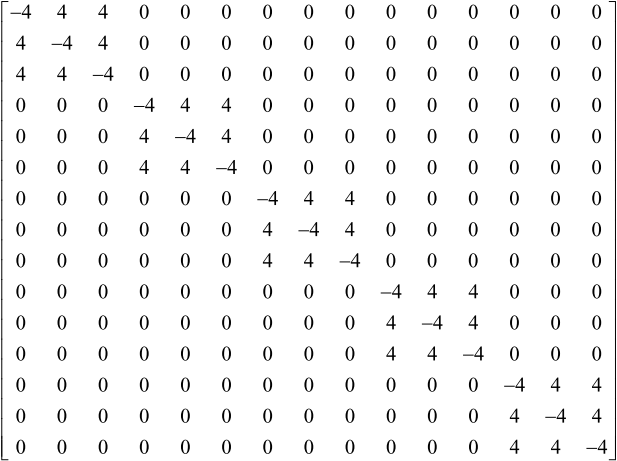 −4 4 4 0 0 0 0 0 0 0 0 0 0 0 0
4 −4 4 0 0 0 0 0 0 0 0 0 0 0 0
4 4 −4 0 0 0 0 0 0 0 0 0 0 0 0
0 0 0 −4 4 4 0 0 0 0 0 0 0 0 0
0 0 0 4 −4 4 0 0 0 0 0 0 0 0 0
0 0 0 4 4 −4 0 0 0 0 0 0 0 0 0
0 0 0 0 0 0 −4 4 4 0 0 0 0 0 0
0 0 0 0 0 0 4 −4 4 0 0 0 0 0 0
0 0 0 0 0 0 4 4 −4 0 0 0 0 0 0
0 0 0 0 0 0 0 0 0 −4 4 4 0 0 0
0 0 0 0 0 0 0 0 0 4 −4 4 0 0 0
0 0 0 0 0 0 0 0 0 4 4 −4 0 0 0
0 0 0 0 0 0 0 0 0 0 0 0 −4 4 4
0 0 0 0 0 0 0 0 0 0 0 0 4 −4 4
0 0 0 0 0 0 0 0 0 0 0 0 4 4 −4